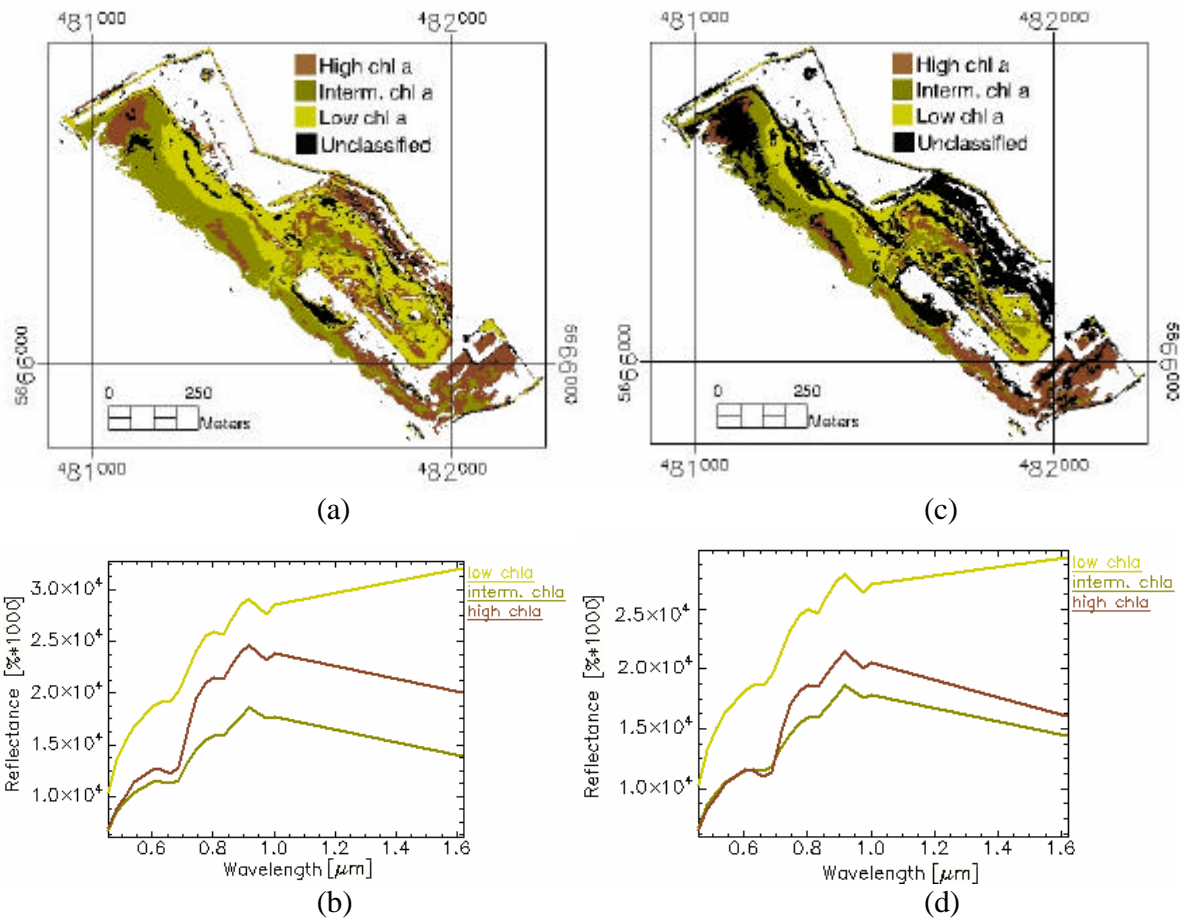 481000 482000
High chl a
Interm. chl a
Low chl a
Unclassified
5666000
5666000
0 250
Meters
481000 482000
(a)
481000 482000
High chl a
Interm. chl a
Low chl a
Unclassified
5666000
5666000
0 250
Meters
481000 482000
(c)
low chla
interm. chla
high chla
Reflectance [%*1000]
3.0×10⁴
2.5×10⁴
2.0×10⁴
1.5×10⁴
1.0×10⁴
0.6 0.8 1.0 1.2 1.4 1.6
Wavelength [μm]
(b)
low chla
interm. chla
high chla
Reflectance [%*1000]
2.5×10⁴
2.0×10⁴
1.5×10⁴
1.0×10⁴
0.6 0.8 1.0 1.2 1.4 1.6
Wavelength [μm]
(d)